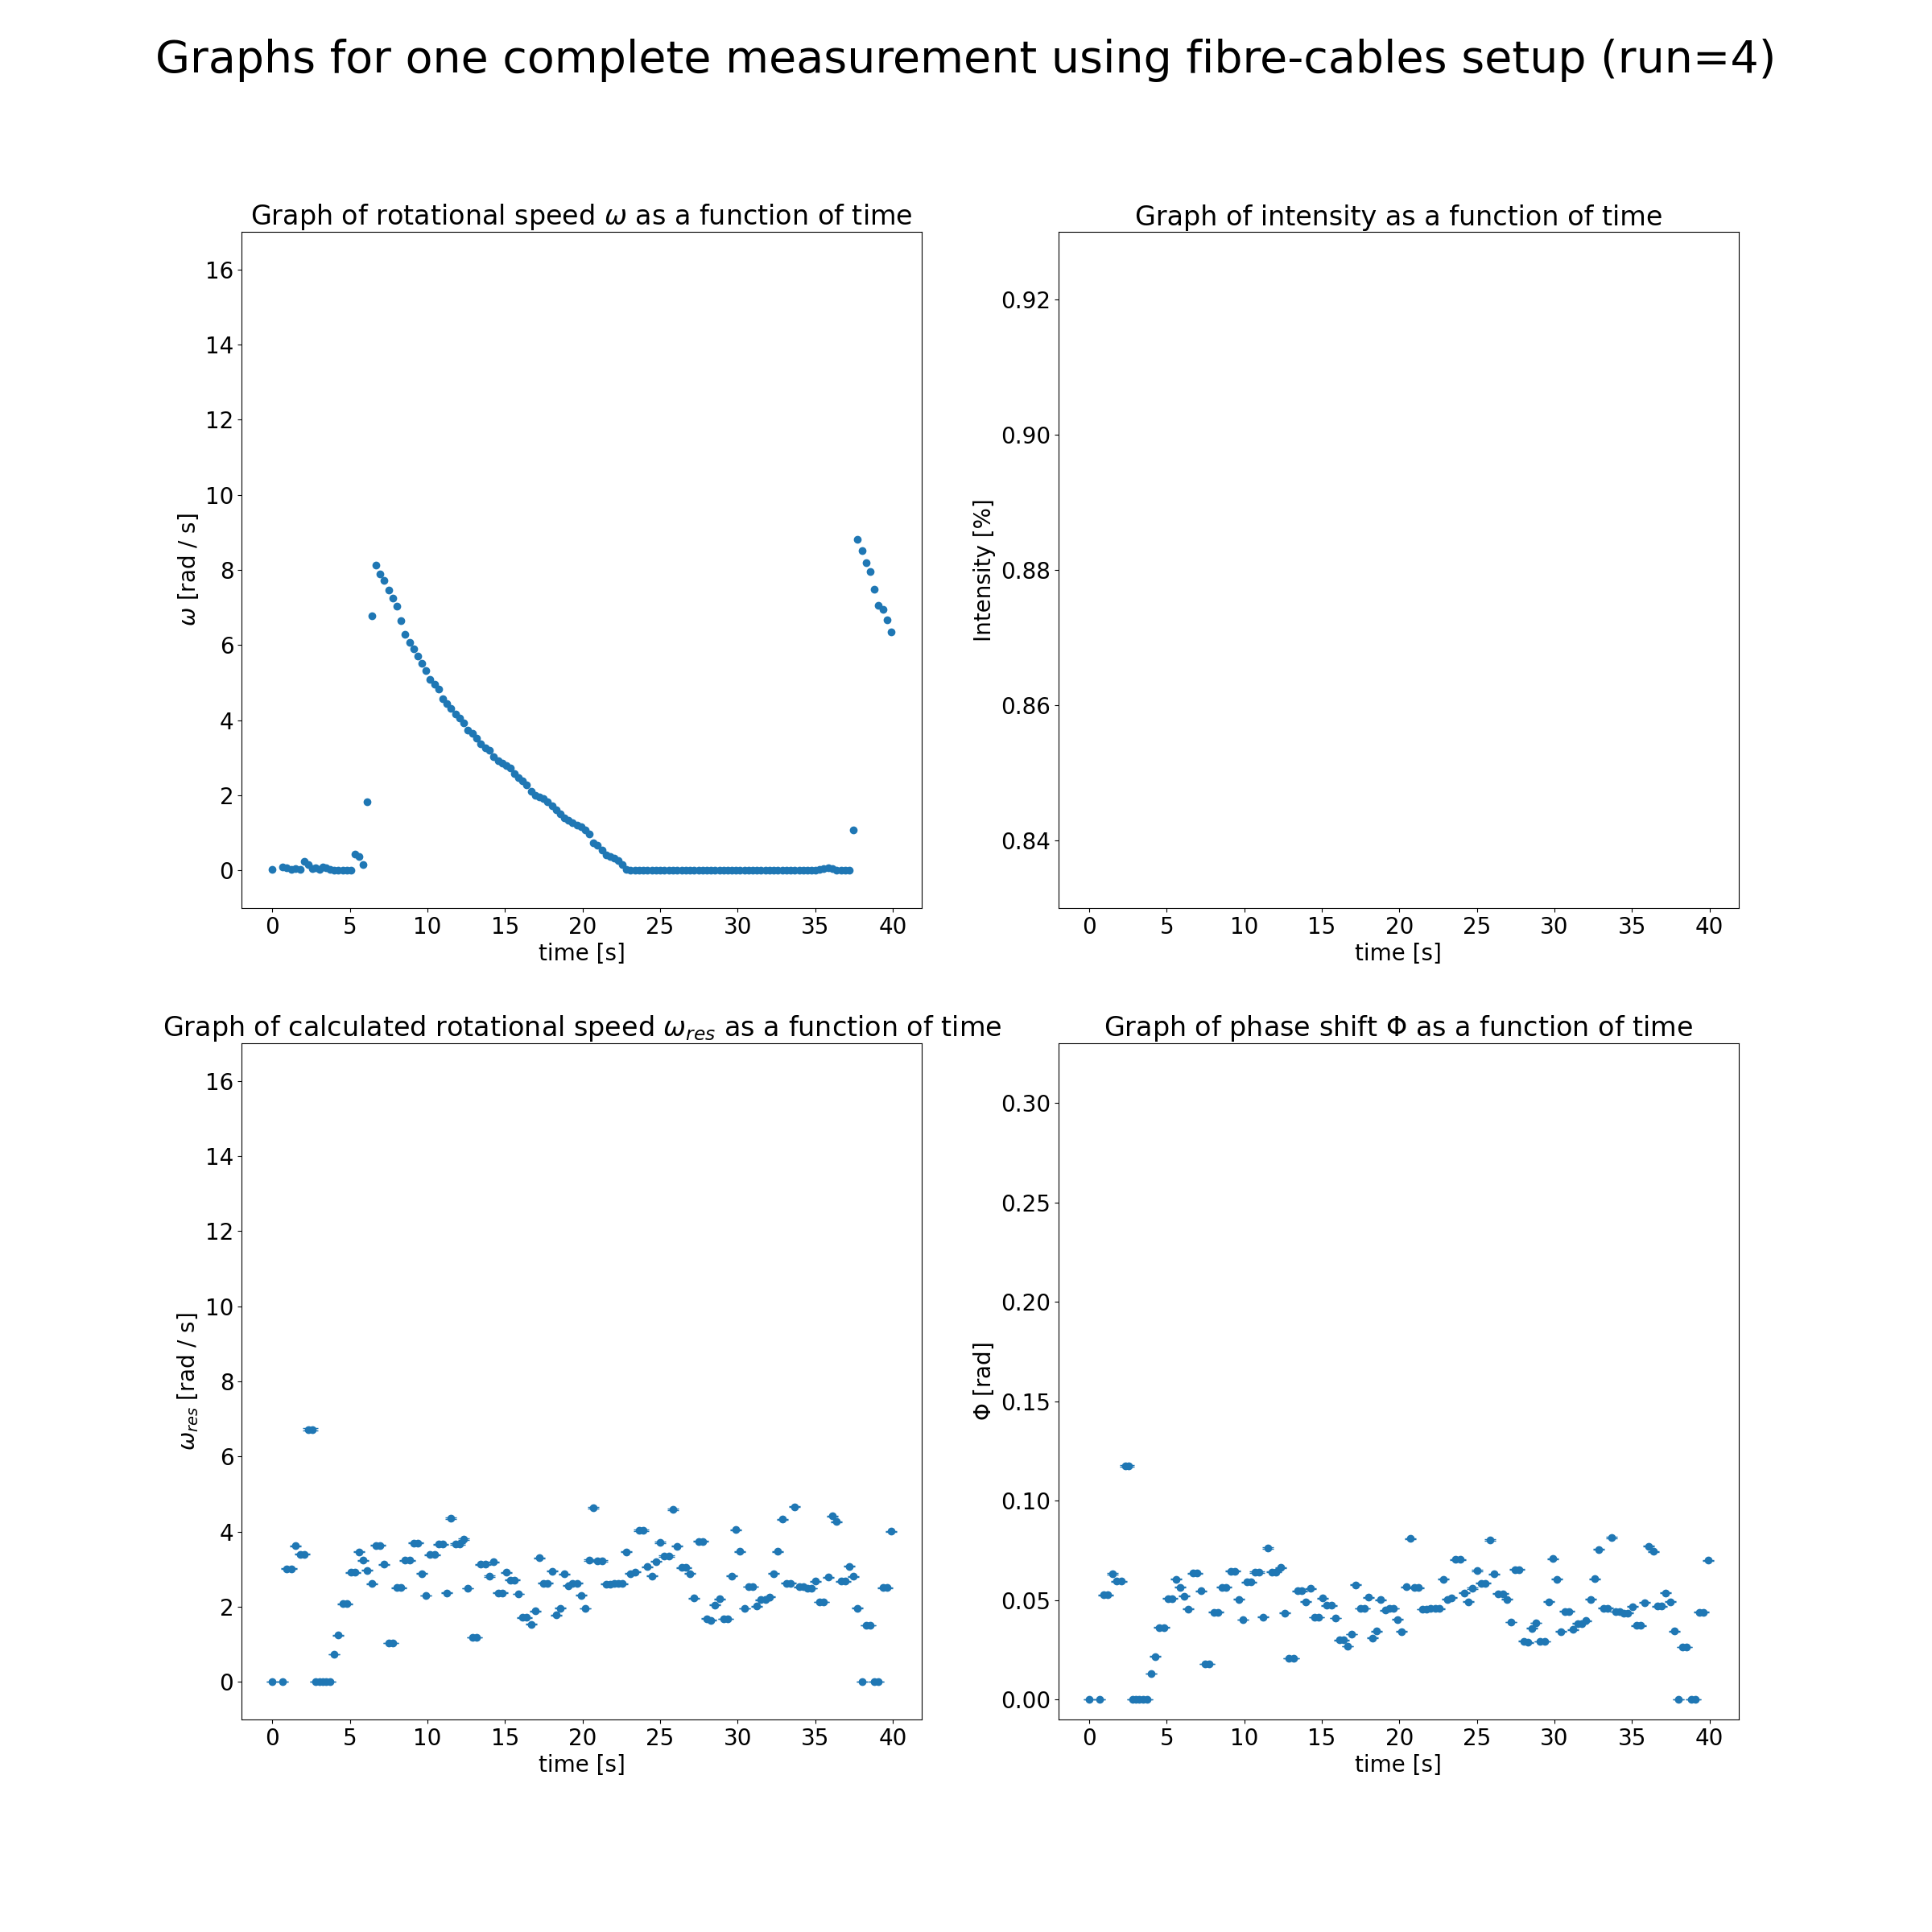 Graphs for one complete measurement using fibre-cables setup (run=4)
Graph of rotational speed ω as a function of time
16
14
12
10
8
6
4
2
0
ω [rad / s]
0 5 10 15 20 25 30 35 40
time [s]
Graph of intensity as a function of time
0.92
0.90
0.88
0.86
0.84
Intensity [%]
0 5 10 15 20 25 30 35 40
time [s]
Graph of calculated rotational speed ω_res as a function of time
16
14
12
10
8
6
4
2
0
ω_res [rad / s]
0 5 10 15 20 25 30 35 40
time [s]
Graph of phase shift Φ as a function of time
0.30
0.25
0.20
0.15
0.10
0.05
0.00
Φ [rad]
0 5 10 15 20 25 30 35 40
time [s]